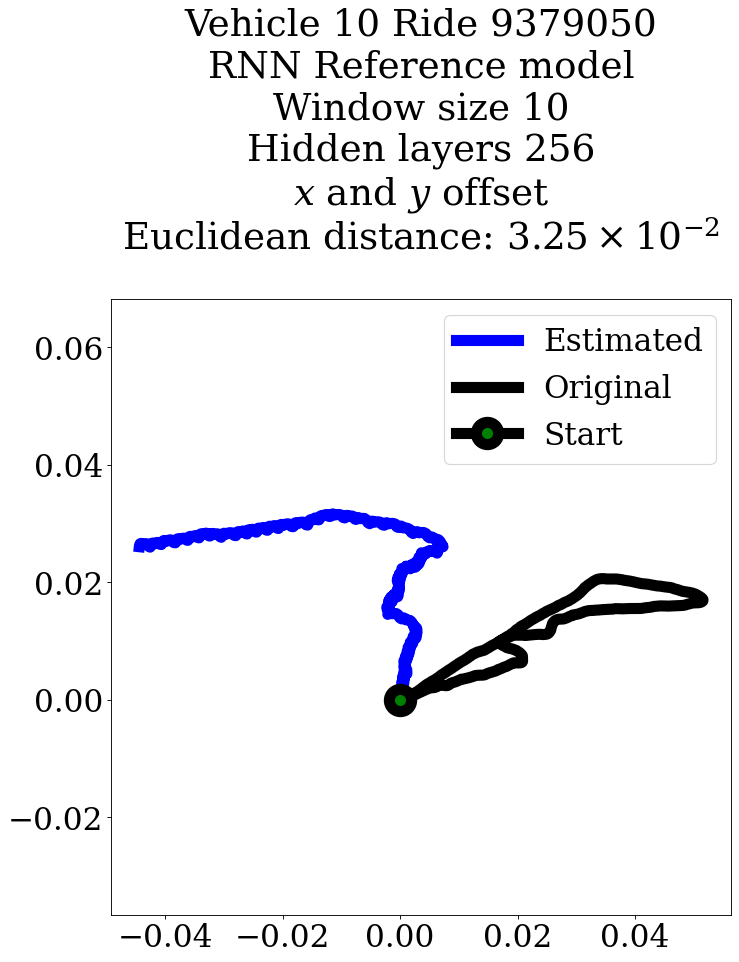 Vehicle 10 Ride 9379050
RNN Reference model
Window size 10
Hidden layers 256
x and y offset
Euclidean distance: 3.25 × 10⁻²
Estimated
Original
Start
0.06
0.04
0.02
0.00
−0.02
−0.04 −0.02 0.00 0.02 0.04